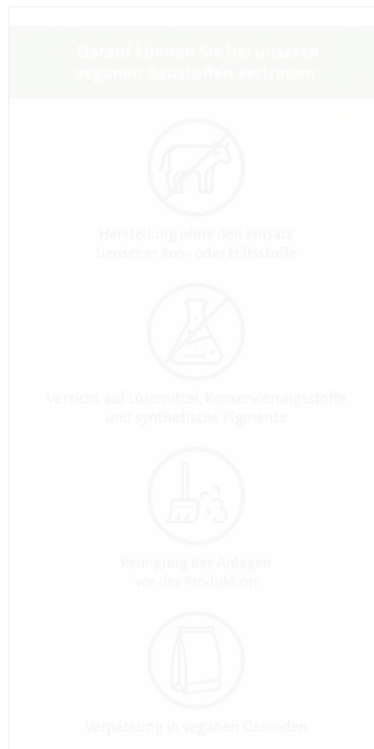 Darauf können Sie bei unseren
veganen Baustoffen vertrauen
Herstellung ohne den Einsatz
tierischer Roh- oder Hilfsstoffe
Verzicht auf Lösemittel, Konservierungsstoffe
und synthetische Pigmente
Reinigung der Anlagen
vor der Produktion
Verpackung in veganen Gebinden